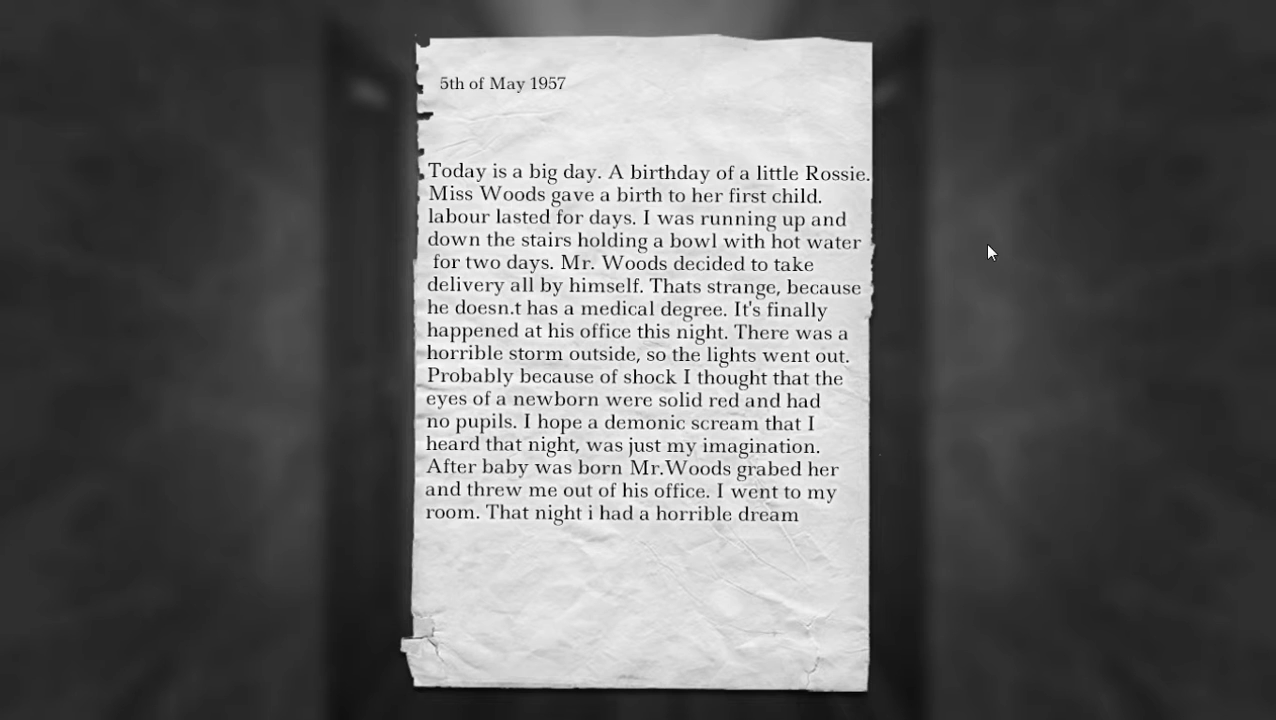 5th of May 1957
Today is a big day. A birthday of a little Rossie.
Miss Woods gave a birth to her first child.
labour lasted for days. I was running up and
down the stairs holding a bowl with hot water
for two days. Mr. Woods decided to take
delivery all by himself. Thats strange, because
he doesn.t has a medical degree. It's finally
happened at his office this night. There was a
horrible storm outside, so the lights went out.
Probably because of shock I thought that the
eyes of a newborn were solid red and had
no pupils. I hope a demonic scream that I
heard that night, was just my imagination.
After baby was born Mr.Woods grabed her
and threw me out of his office. I went to my
room. That night i had a horrible dream